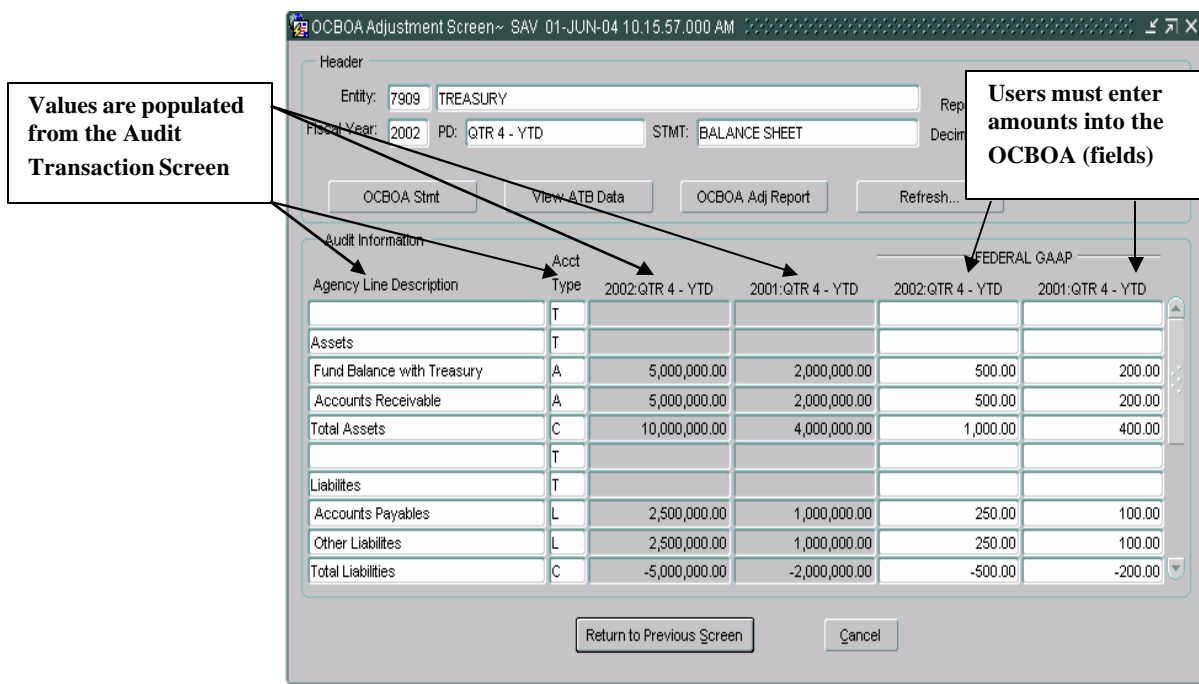 OCBOA Adjustment Screen~ SAV 01-JUN-04 10.15.57.000 AM
Header
Values are populated
from the Audit
Transaction Screen
Users must enter
amounts into the
OCBOA (fields)
Entity: 7909 TREASURY
Fiscal Year: 2002 PD: QTR 4 - YTD STMT: BALANCE SHEET
OCBOA Stmt View ATB Data OCBOA Adj Report Refresh...
Audit Information
FEDERAL GAAP
Agency Line Description Acct Type 2002:QTR 4 - YTD 2001:QTR 4 - YTD 2002:QTR 4 - YTD 2001:QTR 4 - YTD
T
Assets T
Fund Balance with Treasury A 5,000,000.00 2,000,000.00 500.00 200.00
Accounts Receivable A 5,000,000.00 2,000,000.00 500.00 200.00
Total Assets C 10,000,000.00 4,000,000.00 1,000.00 400.00
T
Liabilites T
Accounts Payables L 2,500,000.00 1,000,000.00 250.00 100.00
Other Liabilites L 2,500,000.00 1,000,000.00 250.00 100.00
Total Liabilities C -5,000,000.00 -2,000,000.00 -500.00 -200.00
Return to Previous Screen Cancel